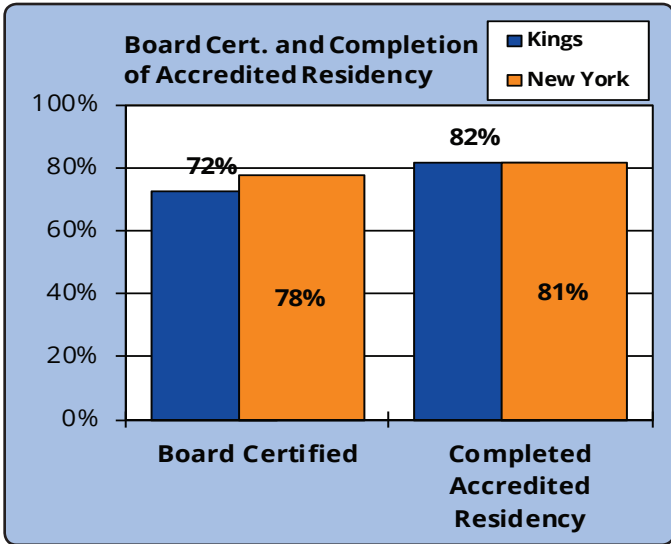 Board Cert. and Completion
of Accredited Residency
Kings
New York
100%
80%
60%
40%
20%
0%
72%
78%
82%
81%
Board Certified
Completed
Accredited
Residency